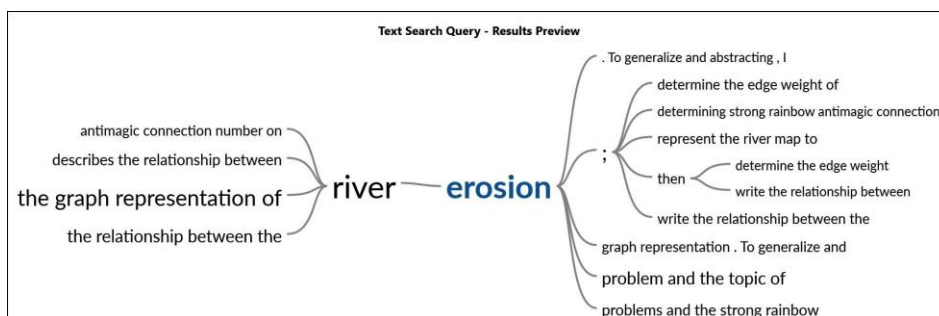 Text Search Query - Results Preview
antimagic connection number on
describes the relationship between
the graph representation of
the relationship between the
river
erosion
. To generalize and abstracting , I
;
determine the edge weight of
determining strong rainbow antimagic connection
represent the river map to
then
determine the edge weight
write the relationship between
write the relationship between the
graph representation . To generalize and
problem and the topic of
problems and the strong rainbow